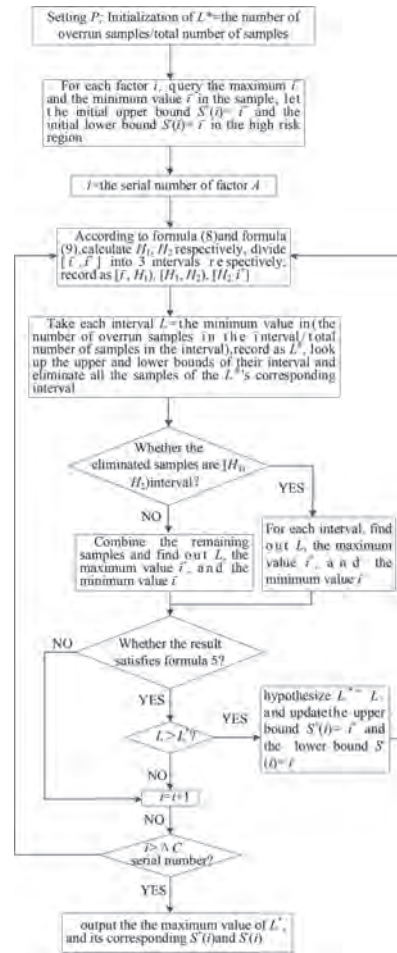 Setting P; Initialization of L*=the number of
overrun samples/total number of samples
For each factor i, query the maximum i⁺
and the minimum value i⁻ in the sample, let
the initial upper bound S⁺(i)= i⁺ and the
initial lower bound S⁻(i)= i⁻ in the high risk
region
i=the serial number of factor A
According to formula (8)and formula
(9),calculate H₁, H₂ respectively, divide
[i⁻, i⁺] into 3 intervals respectively,
record as [i⁻, H₁), [H₁, H₂), [H₂,i⁺]
Take each interval L=the minimum value in(the
number of overrun samples in the interval/total
number of samples in the interval),record as L⁰, look
up the upper and lower bounds of their interval and
eliminate all the samples of the L⁰'s corresponding
interval
Whether the
eliminated samples are [H₁,
H₂)interval?
YES
NO
Combine the remaining
samples and find out L, the
maximum value i⁺, and the
minimum value i⁻
For each interval, find
out L, the maximum
value i⁺, and the
minimum value i⁻
NO
Whether the result
satisfies formula 5?
YES
L>L*?
YES
hypothesize L*= L,
and updatethe upper
bound S⁺(i)= i⁺ and
the lower bound S⁻
(i)= i⁻
NO
i=i+1
NO
i> A C
serial number?
YES
output the the maximum value of L*,
and its corresponding S⁺(i)and S⁻(i)